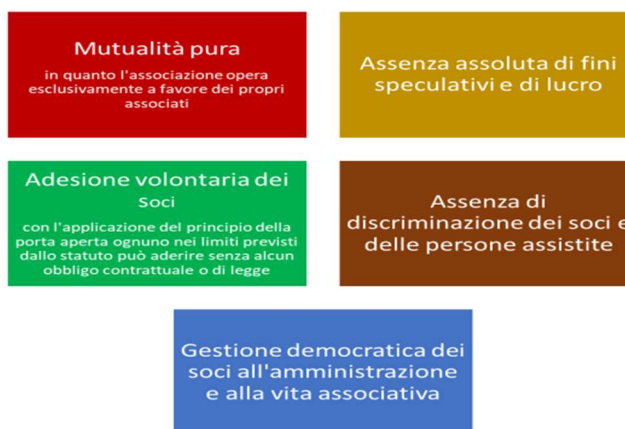 Mutualità pura
in quanto l'associazione opera
esclusivamente a favore dei propri
associati
Assenza assoluta di fini
speculativi e di lucro
Adesione volontaria dei
Soci
con l'applicazione del principio della
porta aperta ognuno nei limiti previsti
dallo statuto può aderire senza alcun
obbligo contrattuale o di legge
Assenza di
discriminazione dei soci e
delle persone assistite
Gestione democratica dei
soci all'amministrazione
e alla vita associativa